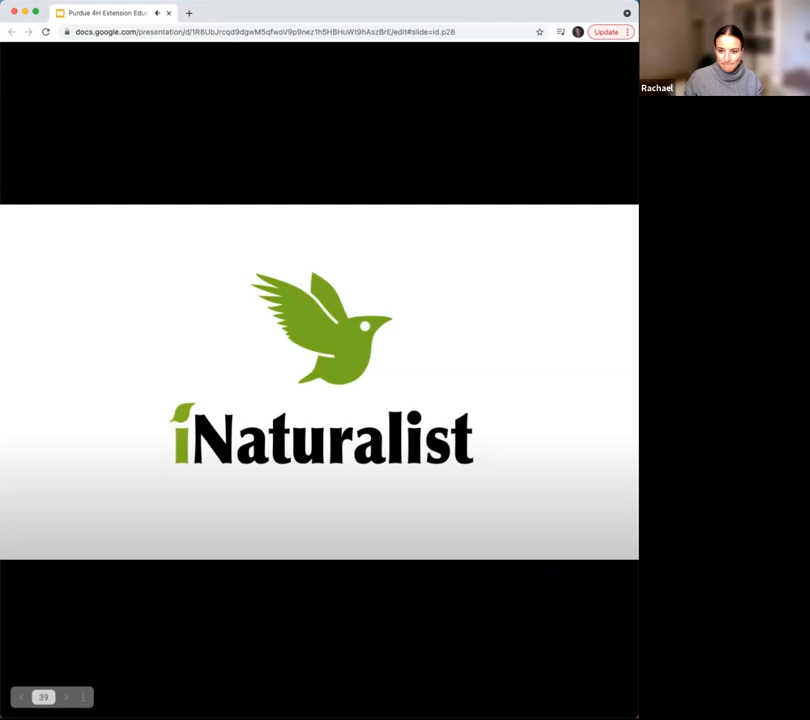 Purdue 4H Extension Educ
docs.google.com/presentation/d/1R8UbJrcqd9dgwM5qfwoV9p9nez1h5HBHuWt9hAszBrE/edit#slide=id.p28
Update
Rachael
iNaturalist
39